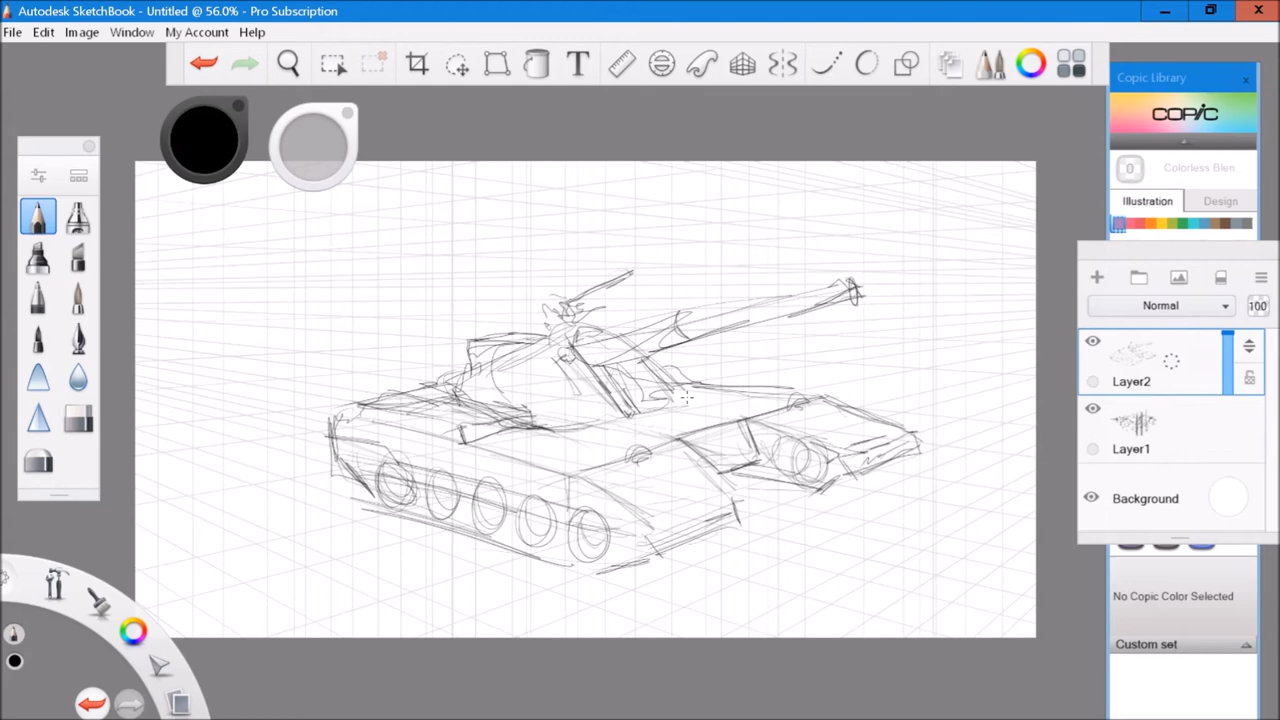 Autodesk SketchBook - Untitled @ 56.0% - Pro Subscription
File Edit Image Window My Account Help
T
Copic Library x
COPIC
0 Colorless Blen
Illustration Design
Normal 100
Layer2
Layer1
Background
No Copic Color Selected
Custom set